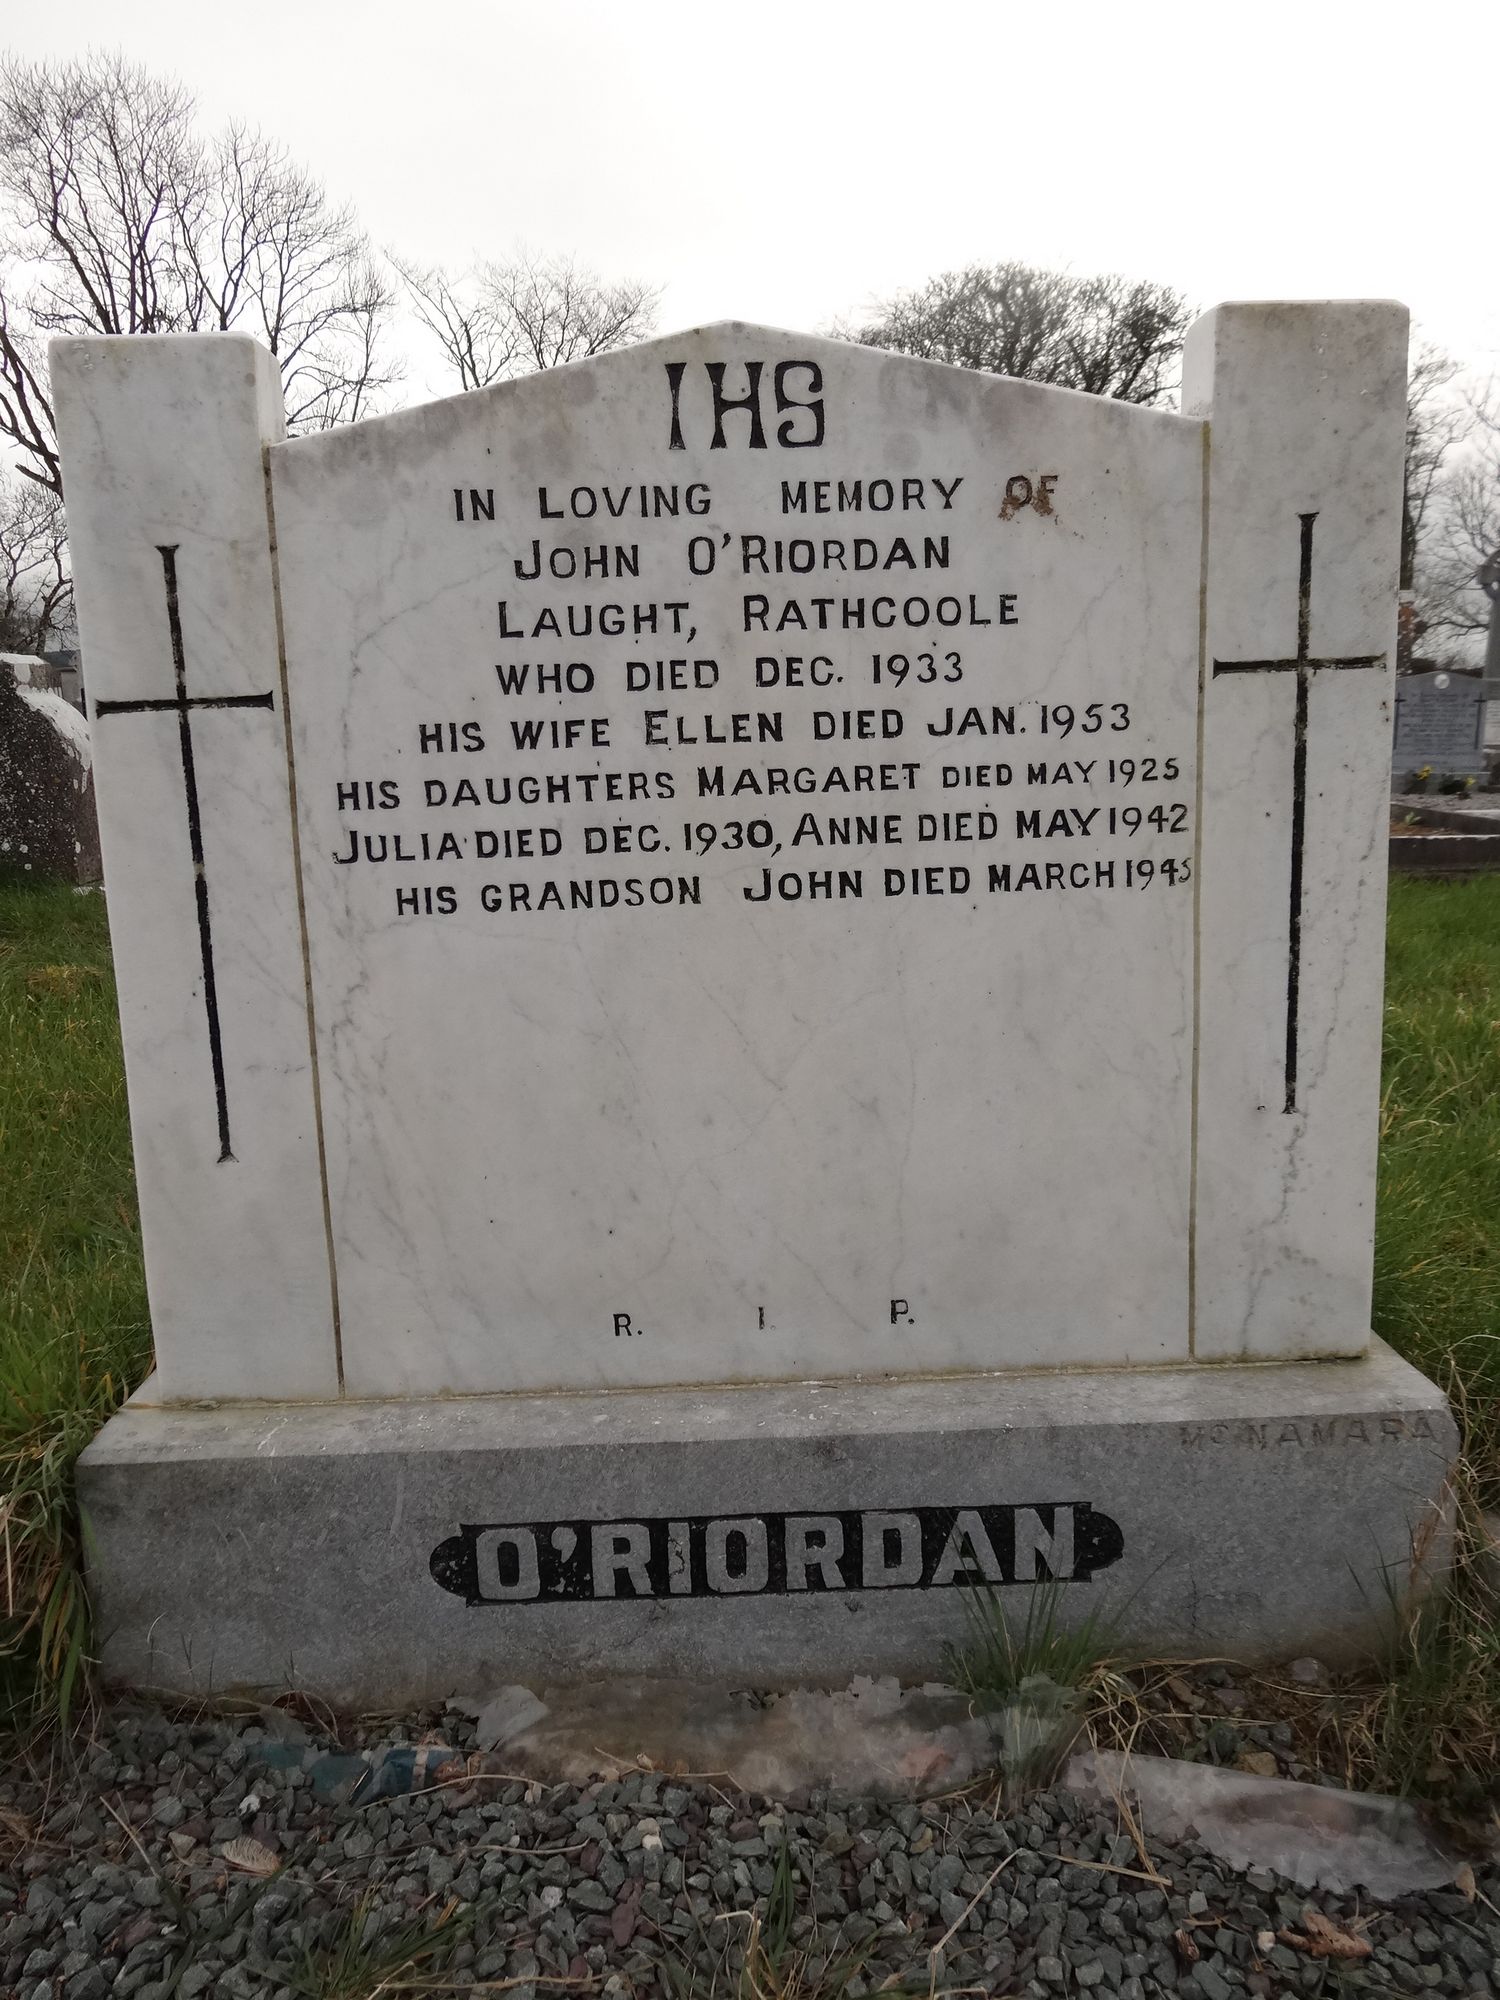 IHS
IN LOVING MEMORY OF
JOHN O'RIORDAN
LAUGHT, RATHCOOLE
WHO DIED DEC. 1933
HIS WIFE ELLEN DIED JAN. 1953
HIS DAUGHTERS MARGARET DIED MAY 1925
JULIA DIED DEC. 1930, ANNE DIED MAY 1942
HIS GRANDSON JOHN DIED MARCH 1945
R. I. P.
McNAMARA
O'RIORDAN